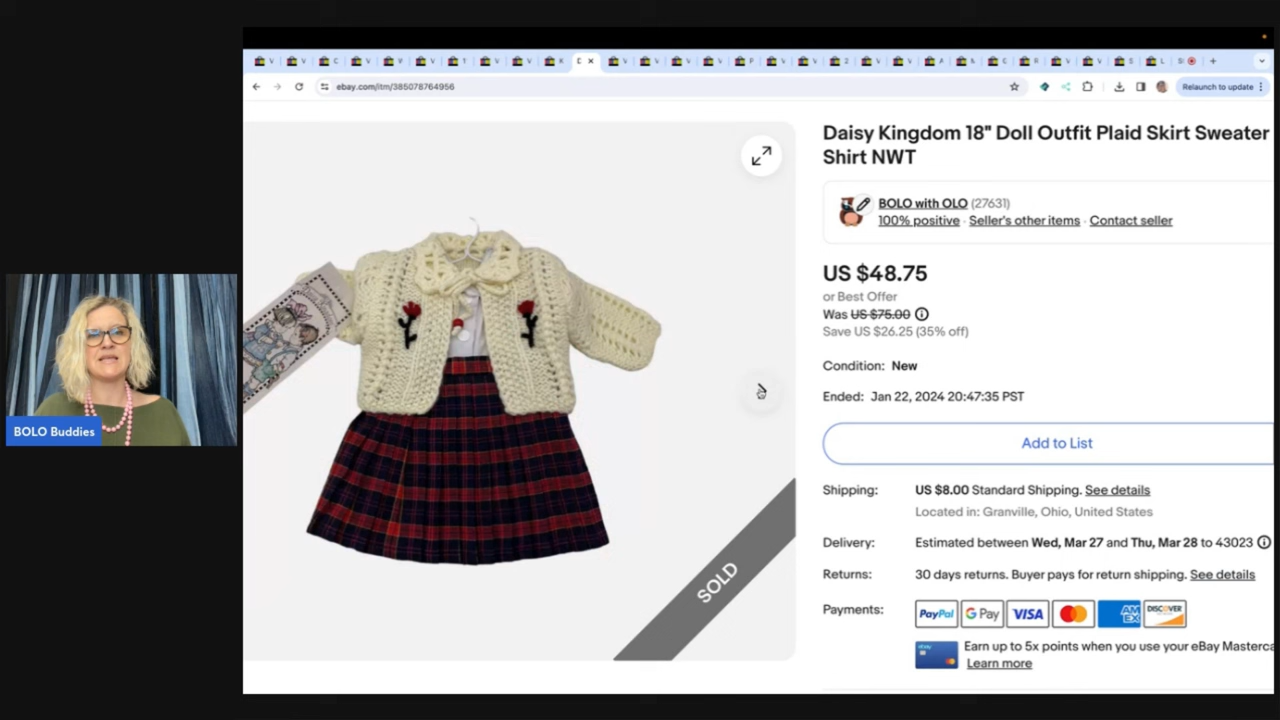 ebay.com/itm/385078764956
Relaunch to update
Daisy Kingdom 18" Doll Outfit Plaid Skirt Sweater
Shirt NWT
BOLO with OLO (27631)
100% positive · Seller's other items · Contact seller
US $48.75
or Best Offer
Was US $75.00
Save US $26.25 (35% off)
Condition: New
Ended: Jan 22, 2024 20:47:35 PST
Add to List
Shipping: US $8.00 Standard Shipping. See details
Located in: Granville, Ohio, United States
Delivery: Estimated between Wed, Mar 27 and Thu, Mar 28 to 43023
Returns: 30 days returns. Buyer pays for return shipping. See details
Payments: PayPal G Pay VISA AM EX DISCOVER
ebay Earn up to 5x points when you use your eBay Masterca
Learn more
SOLD
BOLO Buddies